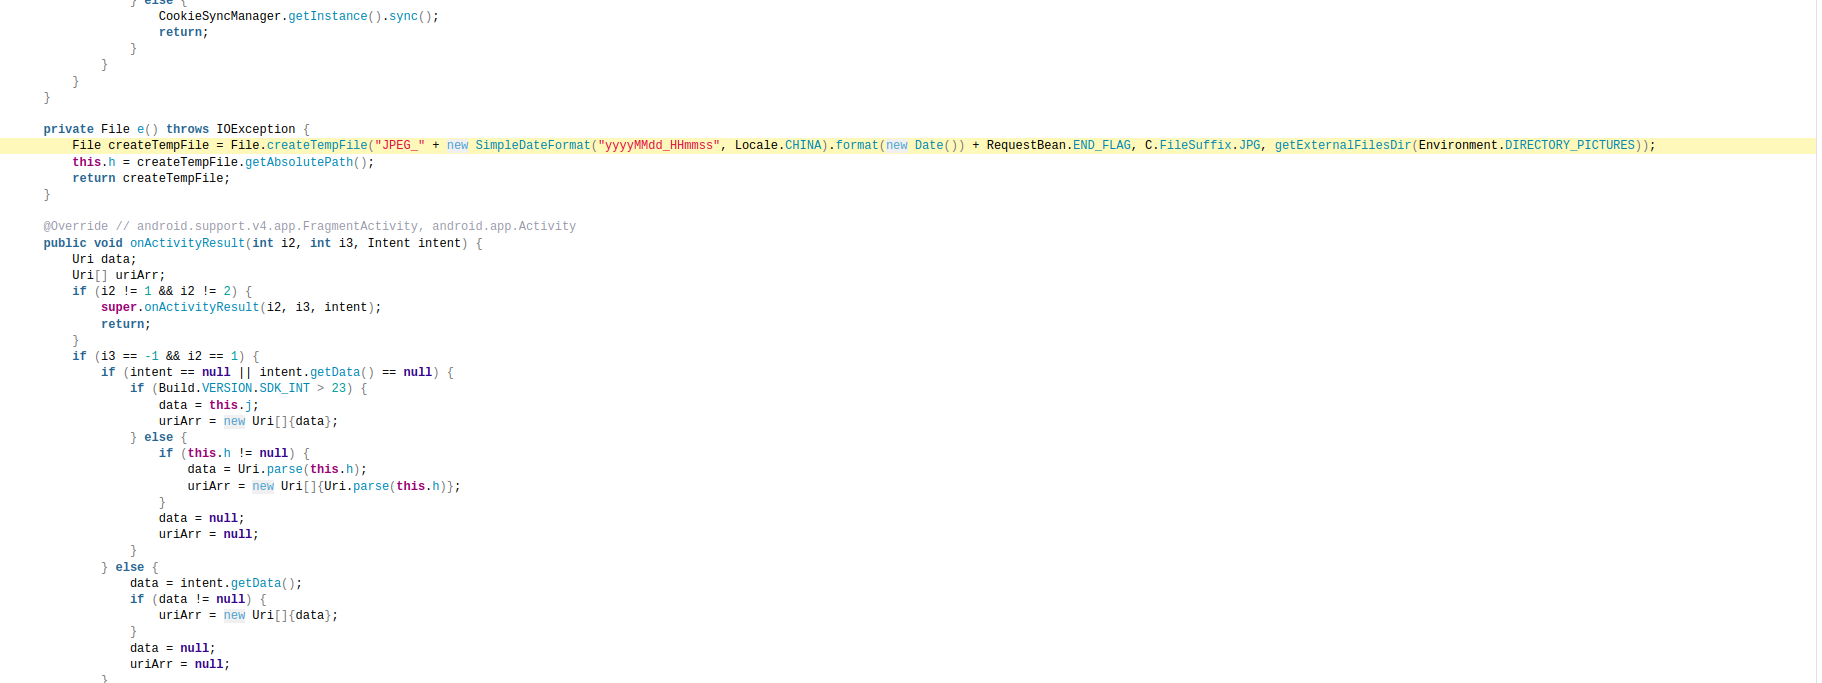 } else {
CookieSyncManager.getInstance().sync();
return;
}
}
}
}
private File e() throws IOException {
File createTempFile = File.createTempFile("JPEG_" + new SimpleDateFormat("yyyyMMdd_HHmmss", Locale.CHINA).format(new Date()) + RequestBean.END_FLAG, C.FileSuffix.JPG, getExternalFilesDir(Environment.DIRECTORY_PICTURES));
this.h = createTempFile.getAbsolutePath();
return createTempFile;
}
@Override // android.support.v4.app.FragmentActivity, android.app.Activity
public void onActivityResult(int i2, int i3, Intent intent) {
Uri data;
Uri[] uriArr;
if (i2 != 1 && i2 != 2) {
super.onActivityResult(i2, i3, intent);
return;
}
if (i3 == -1 && i2 == 1) {
if (intent == null || intent.getData() == null) {
if (Build.VERSION.SDK_INT > 23) {
data = this.j;
uriArr = new Uri[]{data};
} else {
if (this.h != null) {
data = Uri.parse(this.h);
uriArr = new Uri[]{Uri.parse(this.h)};
}
data = null;
uriArr = null;
}
} else {
data = intent.getData();
if (data != null) {
uriArr = new Uri[]{data};
}
data = null;
uriArr = null;
}